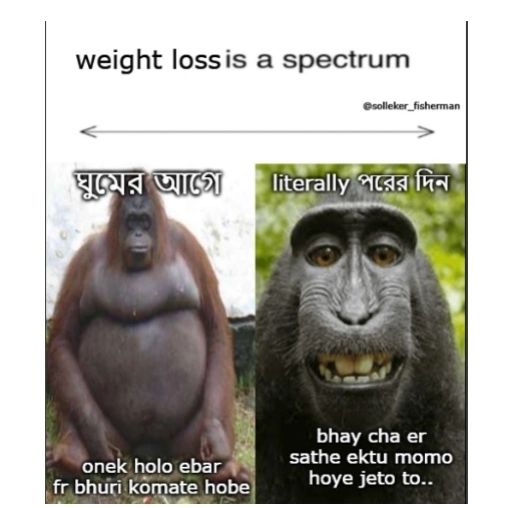 weight loss is a spectrum
@solleker_fisherman
ঘুমের আগে
onek holo ebar
fr bhuri komate hobe
literally পরের দিন
bhay cha er
sathe ektu momo
hoye jeto to..